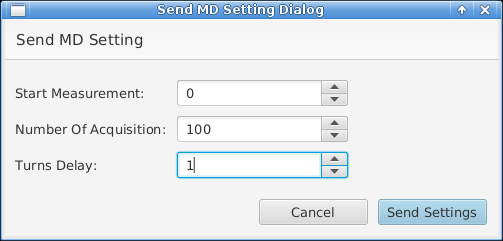 Send MD Setting Dialog
Send MD Setting
Start Measurement: 0
Number Of Acquisition: 100
Turns Delay: 1
Cancel Send Settings